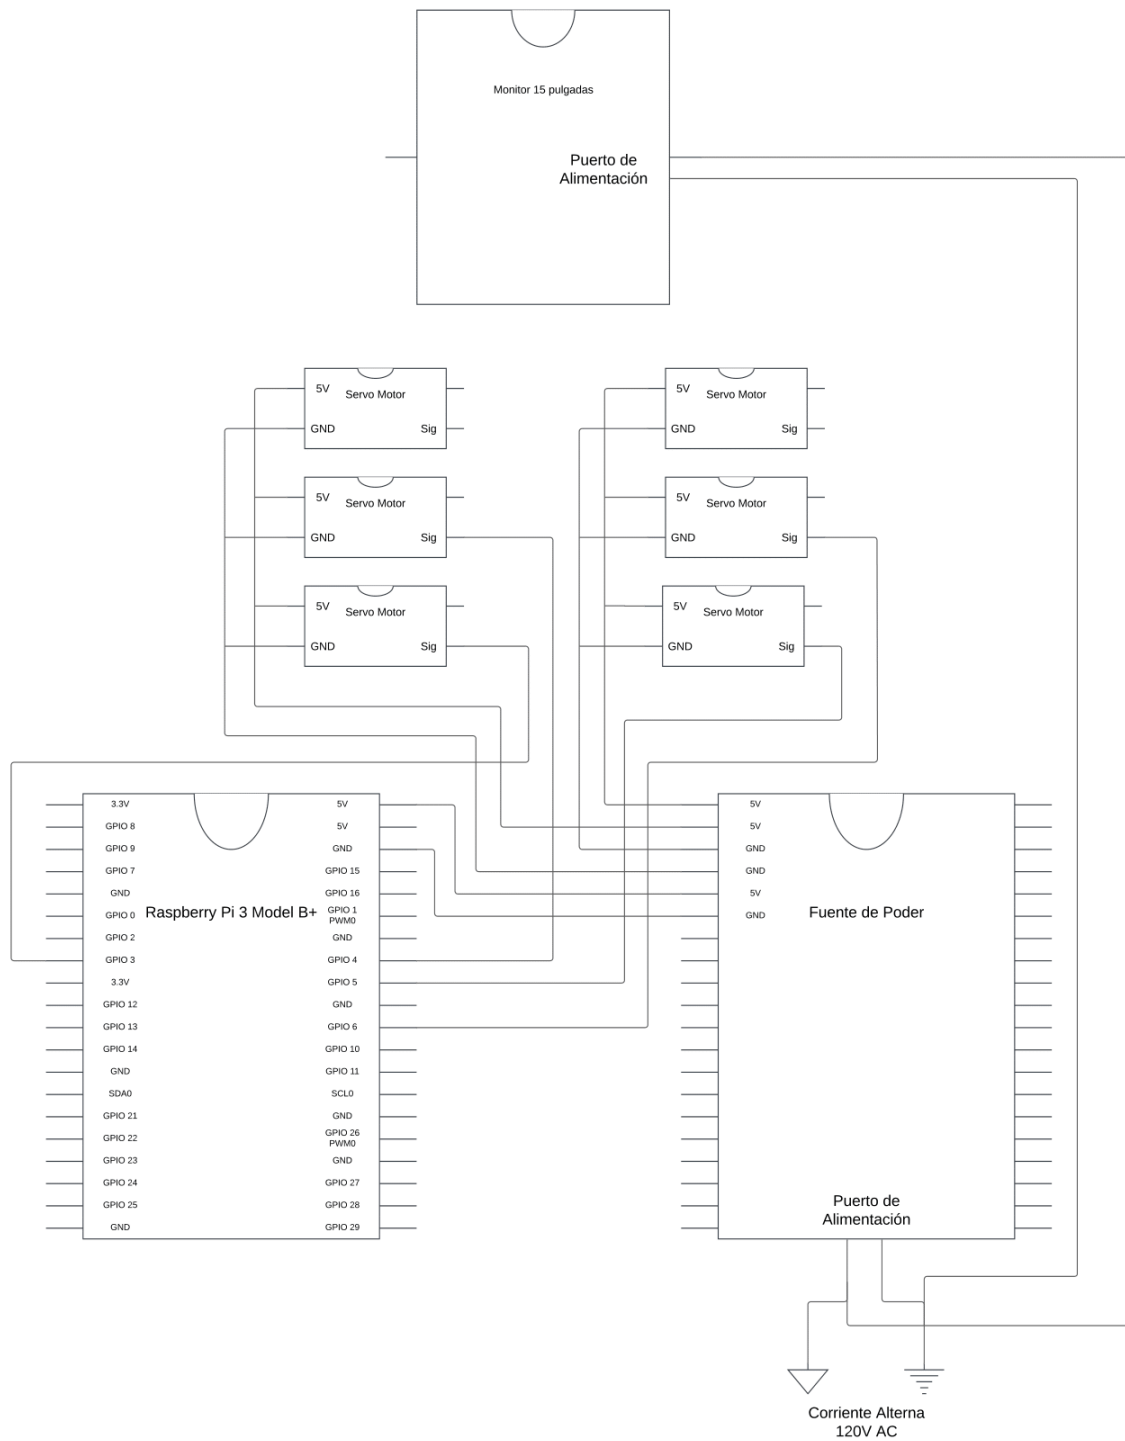 Monitor 15 pulgadas
Puerto de
Alimentación
5V
Servo Motor
GND
Sig
5V
Servo Motor
GND
Sig
5V
Servo Motor
GND
Sig
5V
Servo Motor
GND
Sig
5V
Servo Motor
GND
Sig
5V
Servo Motor
GND
Sig
Raspberry Pi 3 Model B+
3.3V
GPIO 8
GPIO 9
GPIO 7
GND
GPIO 0
GPIO 2
GPIO 3
3.3V
GPIO 12
GPIO 13
GPIO 14
GND
SDA0
GPIO 21
GPIO 22
GPIO 23
GPIO 24
GPIO 25
GND
5V
5V
GND
GPIO 15
GPIO 16
GPIO 1
PWM0
GND
GPIO 4
GPIO 5
GND
GPIO 6
GPIO 10
GPIO 11
SCL0
GND
GPIO 26
PWM0
GND
GPIO 27
GPIO 28
GPIO 29
5V
5V
GND
GND
5V
GND
Fuente de Poder
Puerto de
Alimentación
Corriente Alterna
120V AC